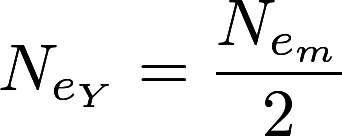 $N_{e_Y} = \frac{N_{e_m}}{2}$